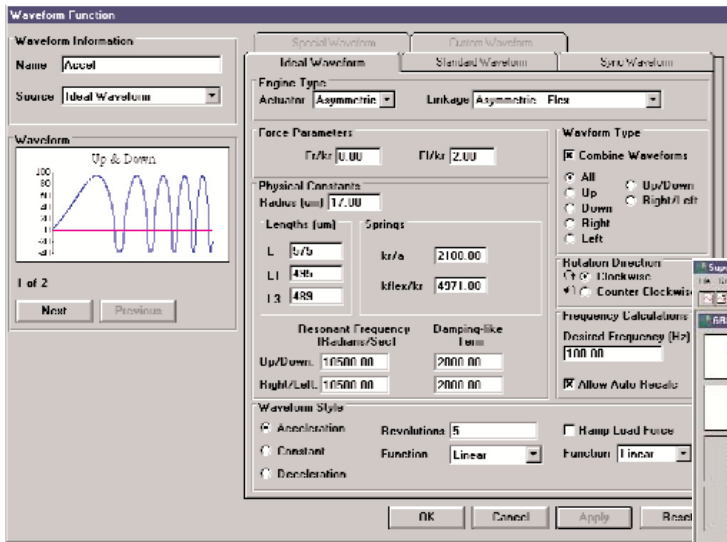 Waveform Function
Waveform Information
Name Accel
Source Ideal Waveform
Waveform
Up & Down
100
80
1 of 2
Next Previous
Special Waveform Custom Waveform
Ideal Waveform Standard Waveform Sync Waveform
Engine Type
Actuator Asymmetric Linkage Asymmetric Flex
Force Parameters
Fr/kr 0.00 Fl/kr 2.00
Physical Constants
Radius (um) 17.00
Lengths (um) Springs
L 575 kr/a 2100.00
L1 495 kflex/kr 4971.00
L3 489
Resonant Frequency Damping-like
(Radians/Sec) Term
Up/Down. 10500.00 2000.00
Right/Left. 10500.00 2000.00
Wavform Type
Combine Waveforms
All Up/Down
Up Right/Left
Down
Right
Left
Rotation Direction
Clockwise
Counter Clockwise
Frequency Calculations
Desired Frequency (Hz)
100.00
Allow Auto Recalc
Waveform Style
Acceleration Revolutions 5 Ramp Load Force
Constant Function Linear Function Linear
Deceleration
OK Cancel Apply Reset